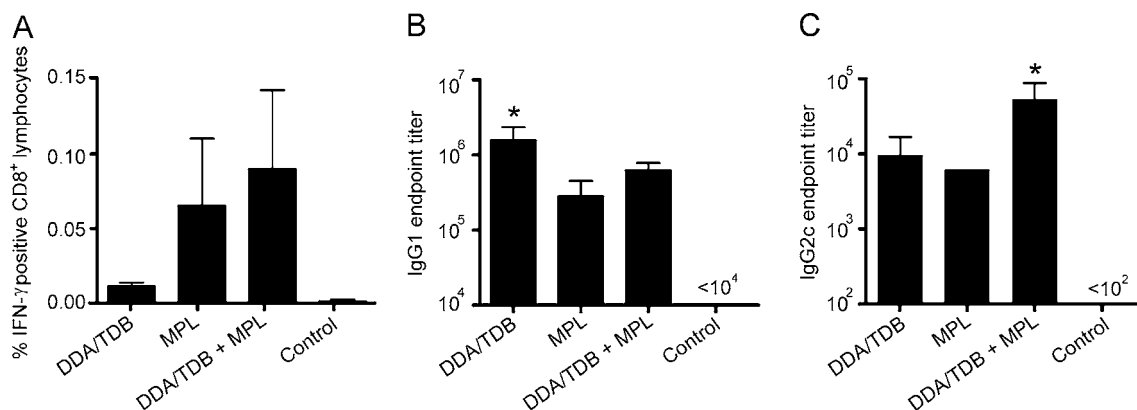 A
% IFN-γpositive CD8⁺ lymphocytes
0.15
0.10
0.05
0.00
DDA/TDB
MPL
DDA/TDB + MPL
Control
B
IgG1 endpoint titer
10⁷
10⁶
10⁵
10⁴
*
<10⁴
DDA/TDB
MPL
DDA/TDB + MPL
Control
C
IgG2c endpoint titer
10⁵
10⁴
10³
10²
*
<10²
DDA/TDB
MPL
DDA/TDB + MPL
Control